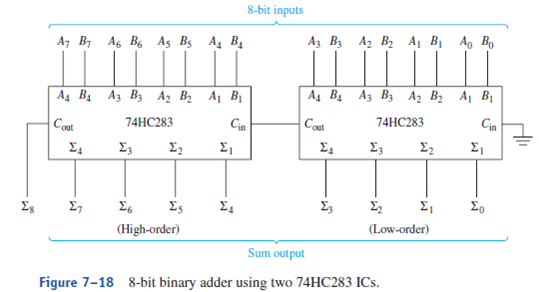 8-bit inputs
A₇ B₇ A₆ B₆ A₅ B₅ A₄ B₄ A₃ B₃ A₂ B₂ A₁ B₁ A₀ B₀
A₄ B₄ A₃ B₃ A₂ B₂ A₁ B₁ A₄ B₄ A₃ B₃ A₂ B₂ A₁ B₁
Cout 74HC283 Cin Cout 74HC283 Cin
Σ₄ Σ₃ Σ₂ Σ₁ Σ₄ Σ₃ Σ₂ Σ₁
Σ₈ Σ₇ Σ₆ Σ₅ Σ₄ Σ₃ Σ₂ Σ₁ Σ₀
(High-order) (Low-order)
Sum output
Figure 7–18 8-bit binary adder using two 74HC283 ICs.